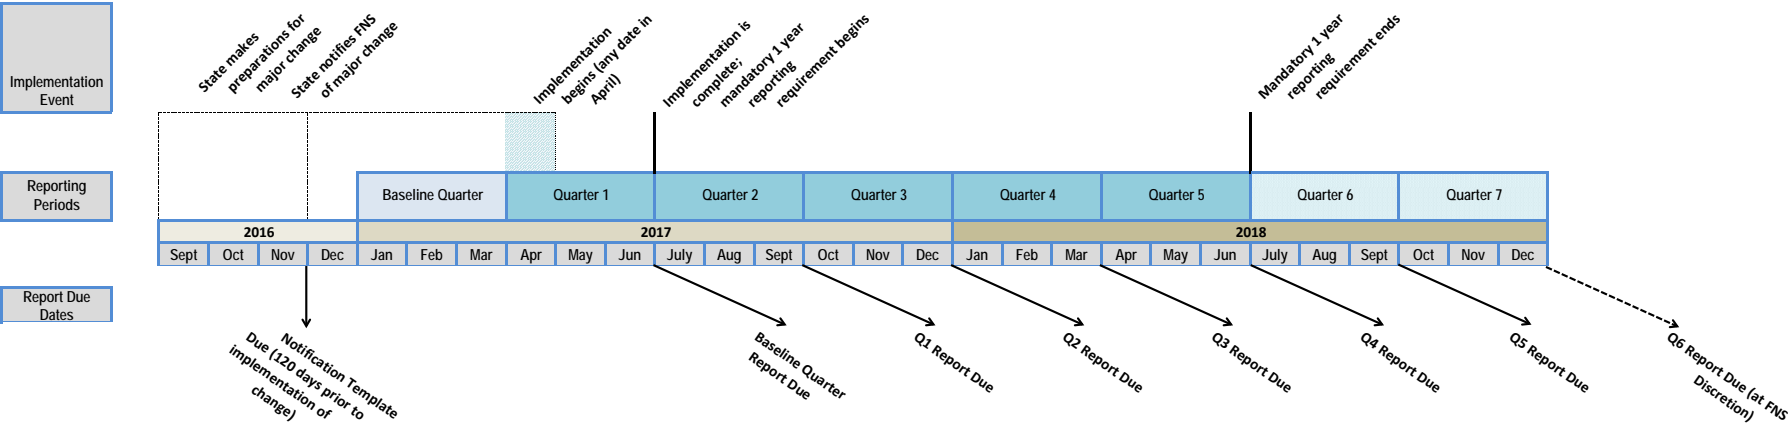 Implementation
Event
State makes
preparations for
major change
State notifies FNS
of major change
Implementation
begins (any date in
April)
Implementation is
complete;
mandatory 1 year
reporting
requirement begins
Mandatory 1 year
reporting
requirement ends
Reporting
Periods
Baseline Quarter
Quarter 1
Quarter 2
Quarter 3
Quarter 4
Quarter 5
Quarter 6
Quarter 7
2016
2017
2018
Sept
Oct
Nov
Dec
Jan
Feb
Mar
Apr
May
Jun
July
Aug
Sept
Oct
Nov
Dec
Jan
Feb
Mar
Apr
May
Jun
July
Aug
Sept
Oct
Nov
Dec
Report Due
Dates
Notification Template
Due (120 days prior to
implementation of
change)
Baseline Quarter
Report Due
Q1 Report Due
Q2 Report Due
Q3 Report Due
Q4 Report Due
Q5 Report Due
Q6 Report Due (at FNS
Discretion)